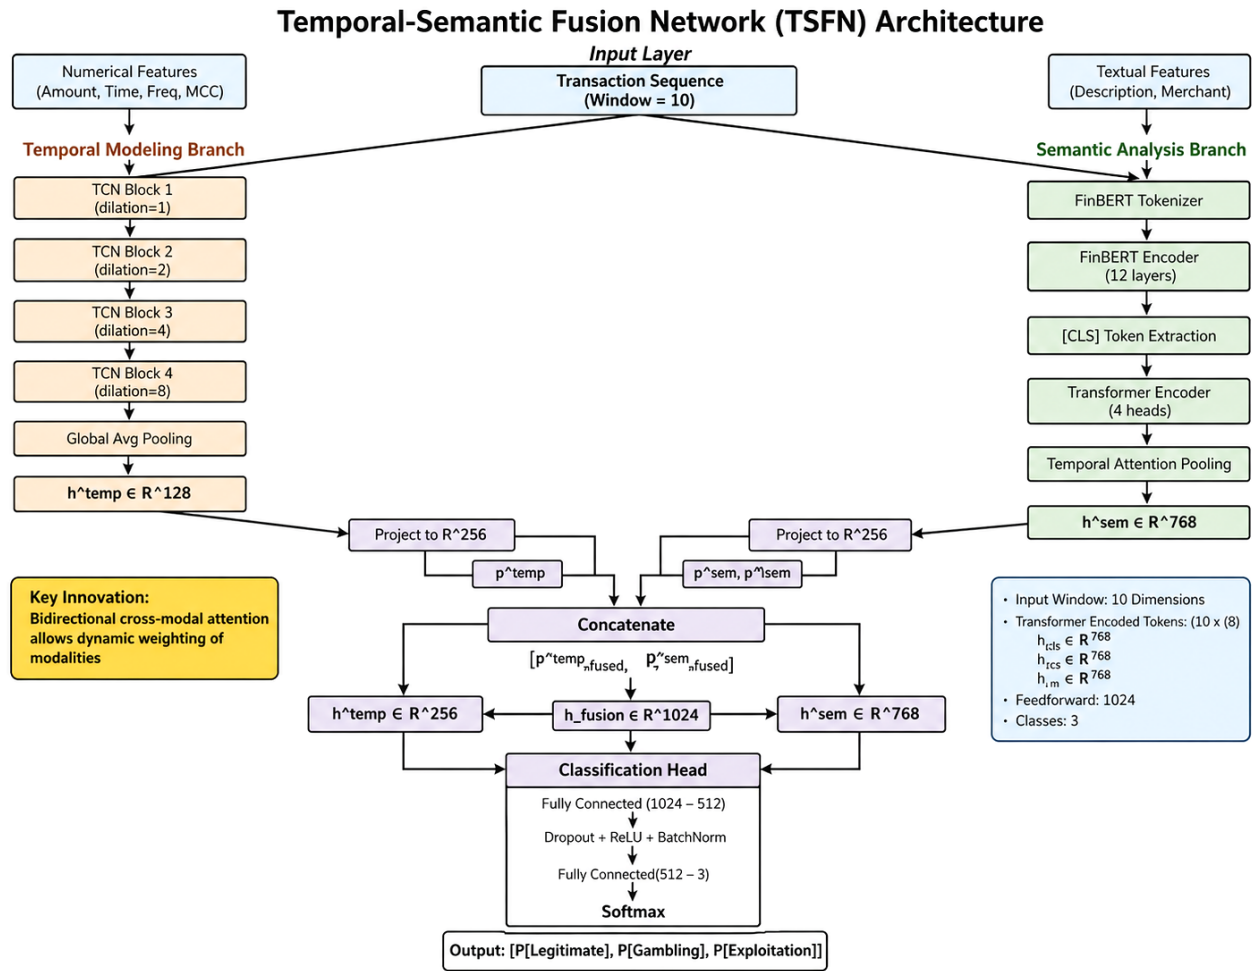 Temporal-Semantic Fusion Network (TSFN) Architecture
Input Layer
Numerical Features
(Amount, Time, Freq, MCC)
Transaction Sequence
(Window = 10)
Textual Features
(Description, Merchant)
Temporal Modeling Branch
TCN Block 1
(dilation=1)
TCN Block 2
(dilation=2)
TCN Block 3
(dilation=4)
TCN Block 4
(dilation=8)
Global Avg Pooling
h^temp ∈ R^128
Semantic Analysis Branch
FinBERT Tokenizer
FinBERT Encoder
(12 layers)
[CLS] Token Extraction
Transformer Encoder
(4 heads)
Temporal Attention Pooling
h^sem ∈ R^768
Project to R^256
Project to R^256
p^temp
p^sem, p^sem
Key Innovation:
Bidirectional cross-modal attention
allows dynamic weighting of
modalities
Concatenate
h^temp ∈ R^256
h_fusion ∈ R^1024
h^sem ∈ R^768
• Input Window: 10 Dimensions
• Transformer Encoded Tokens: (10 x (8)
∈ R^768
∈ R^768
∈ R^768
• Feedforward: 1024
• Classes: 3
Classification Head
Fully Connected (1024 – 512)
Dropout + ReLU + BatchNorm
Fully Connected(512 – 3)
Softmax
Output: [P[Legitimate], P[Gambling], P[Exploitation]]